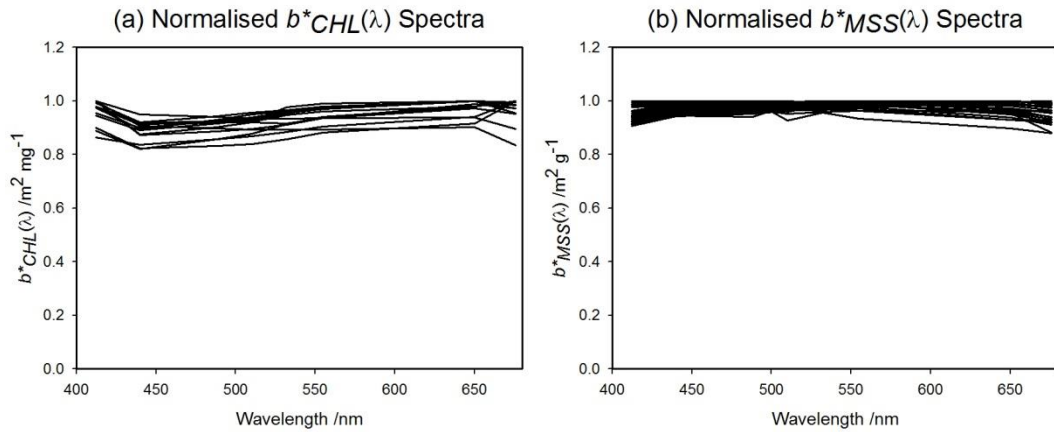 (a) Normalised b*CHL(λ) Spectra
1.2
1.0
0.8
0.6
0.4
0.2
0.0
b*CHL(λ) /m² mg⁻¹
400 450 500 550 600 650
Wavelength /nm
(b) Normalised b*MSS(λ) Spectra
1.2
1.0
0.8
0.6
0.4
0.2
0.0
b*MSS(λ) /m² g⁻¹
400 450 500 550 600 650
Wavelength /nm